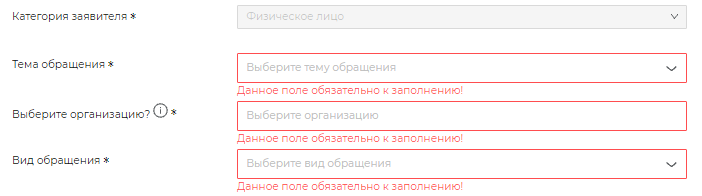 Категория заявителя *
Физическое лицо
Тема обращения *
Выберите тему обращения
Данное поле обязательно к заполнению!
Выберите организацию? ⓘ *
Выберите организацию
Данное поле обязательно к заполнению!
Вид обращения *
Выберите вид обращения
Данное поле обязательно к заполнению!